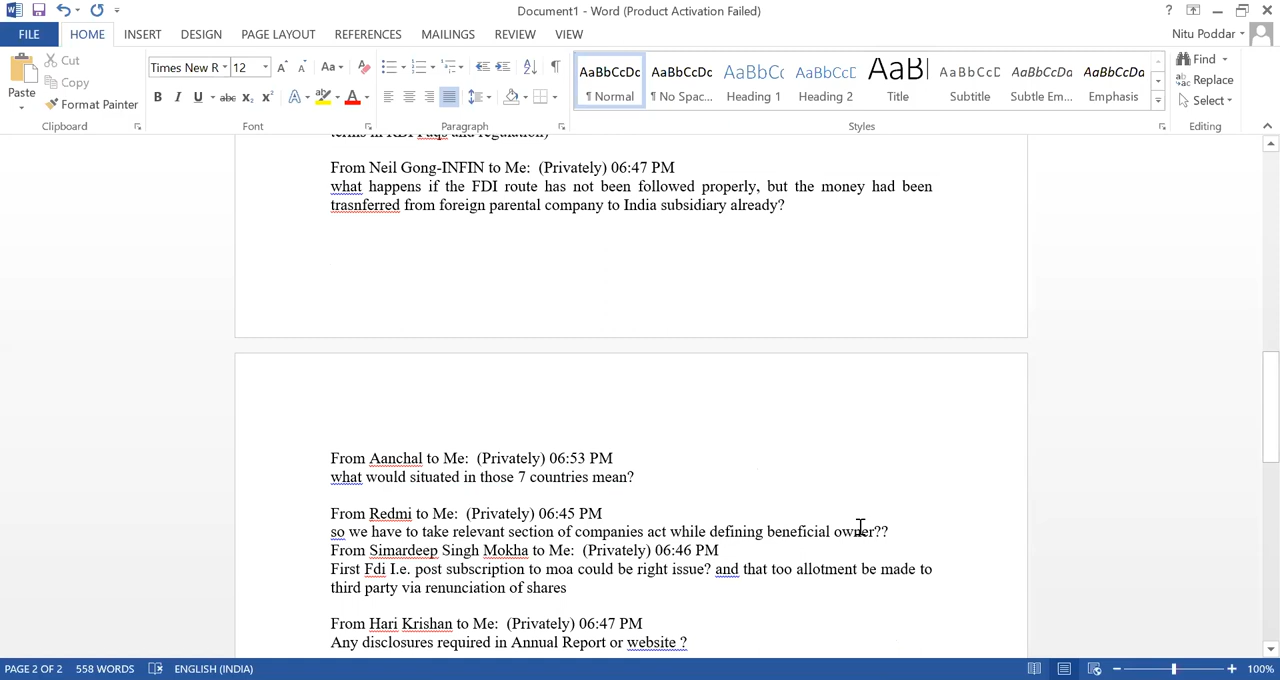 Document1 - Word (Product Activation Failed)
FILE HOME INSERT DESIGN PAGE LAYOUT REFERENCES MAILINGS REVIEW VIEW Nitu Poddar
Paste Cut Copy Format Painter
Times New R 12
AaBbCcDc AaBbCcDc AaBbCc AaBbCcD AaBl AaBbCcD AaBbCcDa AaBbCcDa
¶ Normal ¶ No Spac... Heading 1 Heading 2 Title Subtitle Subtle Em... Emphasis
Find Replace Select
Clipboard Font Paragraph Styles Editing
terms in RDI Faqs and regulation)
From Neil Gong-INFIN to Me: (Privately) 06:47 PM
what happens if the FDI route has not been followed properly, but the money had been
trasnferred from foreign parental company to India subsidiary already?
From Aanchal to Me: (Privately) 06:53 PM
what would situated in those 7 countries mean?
From Redmi to Me: (Privately) 06:45 PM
so we have to take relevant section of companies act while defining beneficial owner??
From Simardeep Singh Mokha to Me: (Privately) 06:46 PM
First Fdi I.e. post subscription to moa could be right issue? and that too allotment be made to
third party via renunciation of shares
From Hari Krishan to Me: (Privately) 06:47 PM
Any disclosures required in Annual Report or website ?
PAGE 2 OF 2 558 WORDS ENGLISH (INDIA) 100%